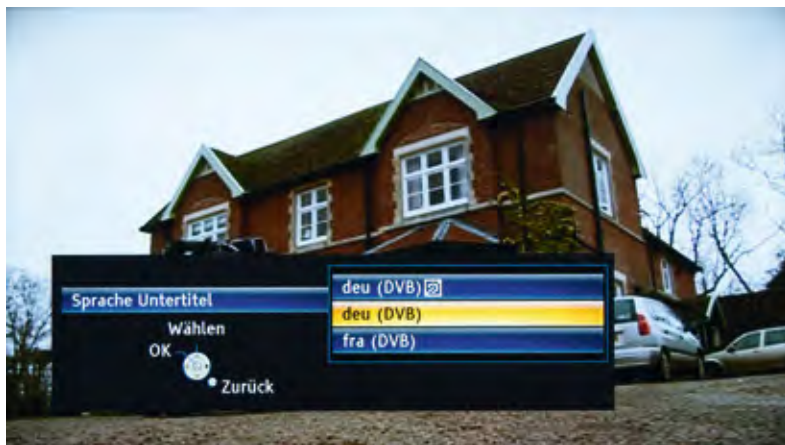 deu (DVB)
Sprache Untertitel
deu (DVB)
Wählen
fra (DVB)
OK
Zurück